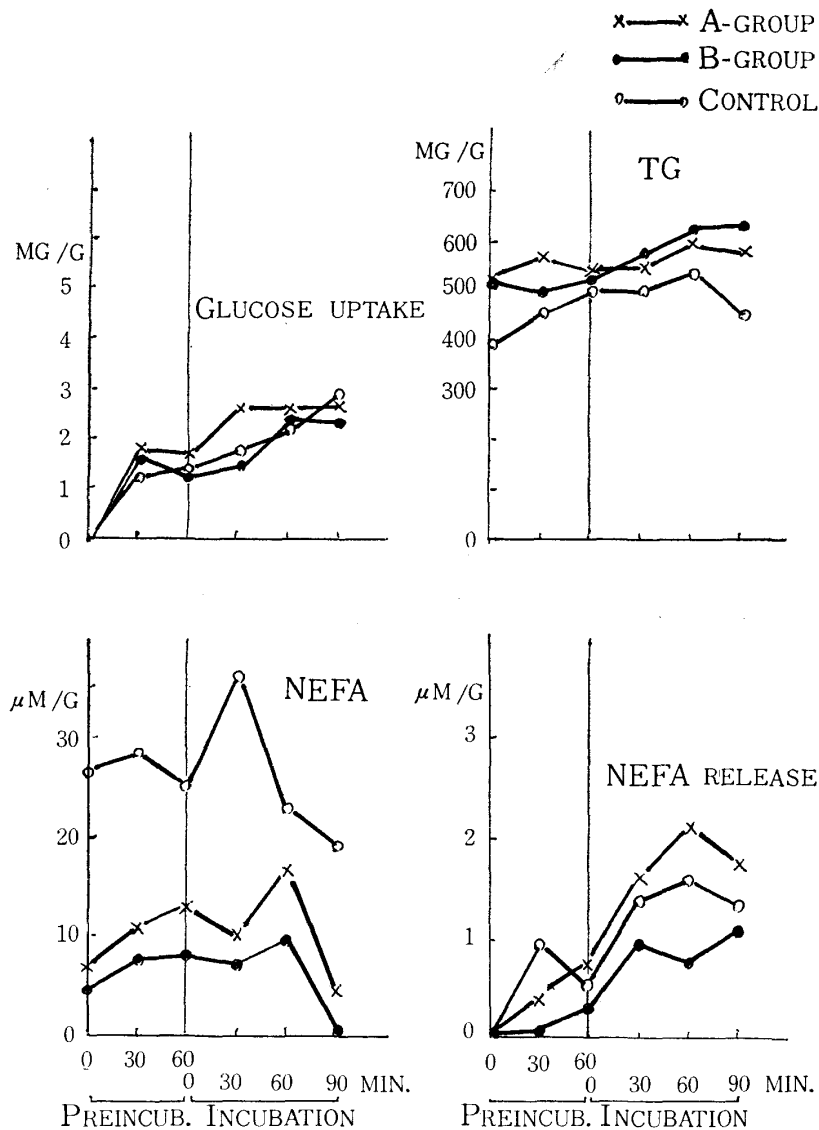 A-GROUP
B-GROUP
CONTROL
MG/G
5
4
3
2
1
0
GLUCOSE UPTAKE
MG/G
700
600
500
400
300
0
TG
μM/G
30
20
10
0
NEFA
0 30 60
0 30 60 90 MIN.
PREINCUB. INCUBATION
μM/G
3
2
1
0
NEFA RELEASE
0 30 60
0 30 60 90 MIN.
PREINCUB. INCUBATION